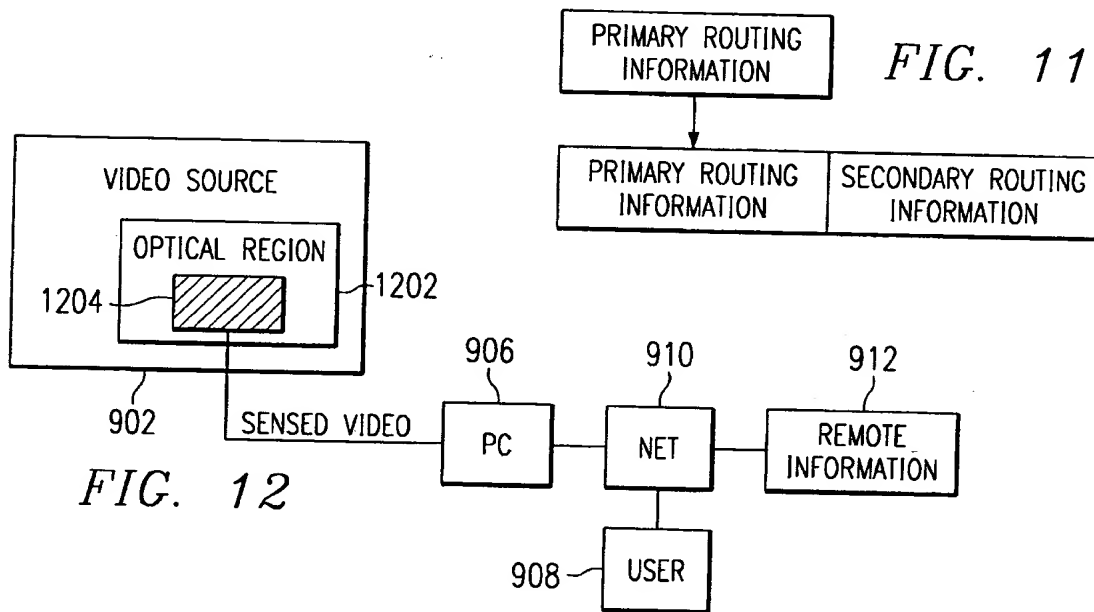 PRIMARY ROUTING
INFORMATION
FIG. 11
PRIMARY ROUTING
INFORMATION
SECONDARY ROUTING
INFORMATION
VIDEO SOURCE
OPTICAL REGION
1204
1202
902
SENSED VIDEO
906
PC
910
NET
912
REMOTE
INFORMATION
908
USER
FIG. 12